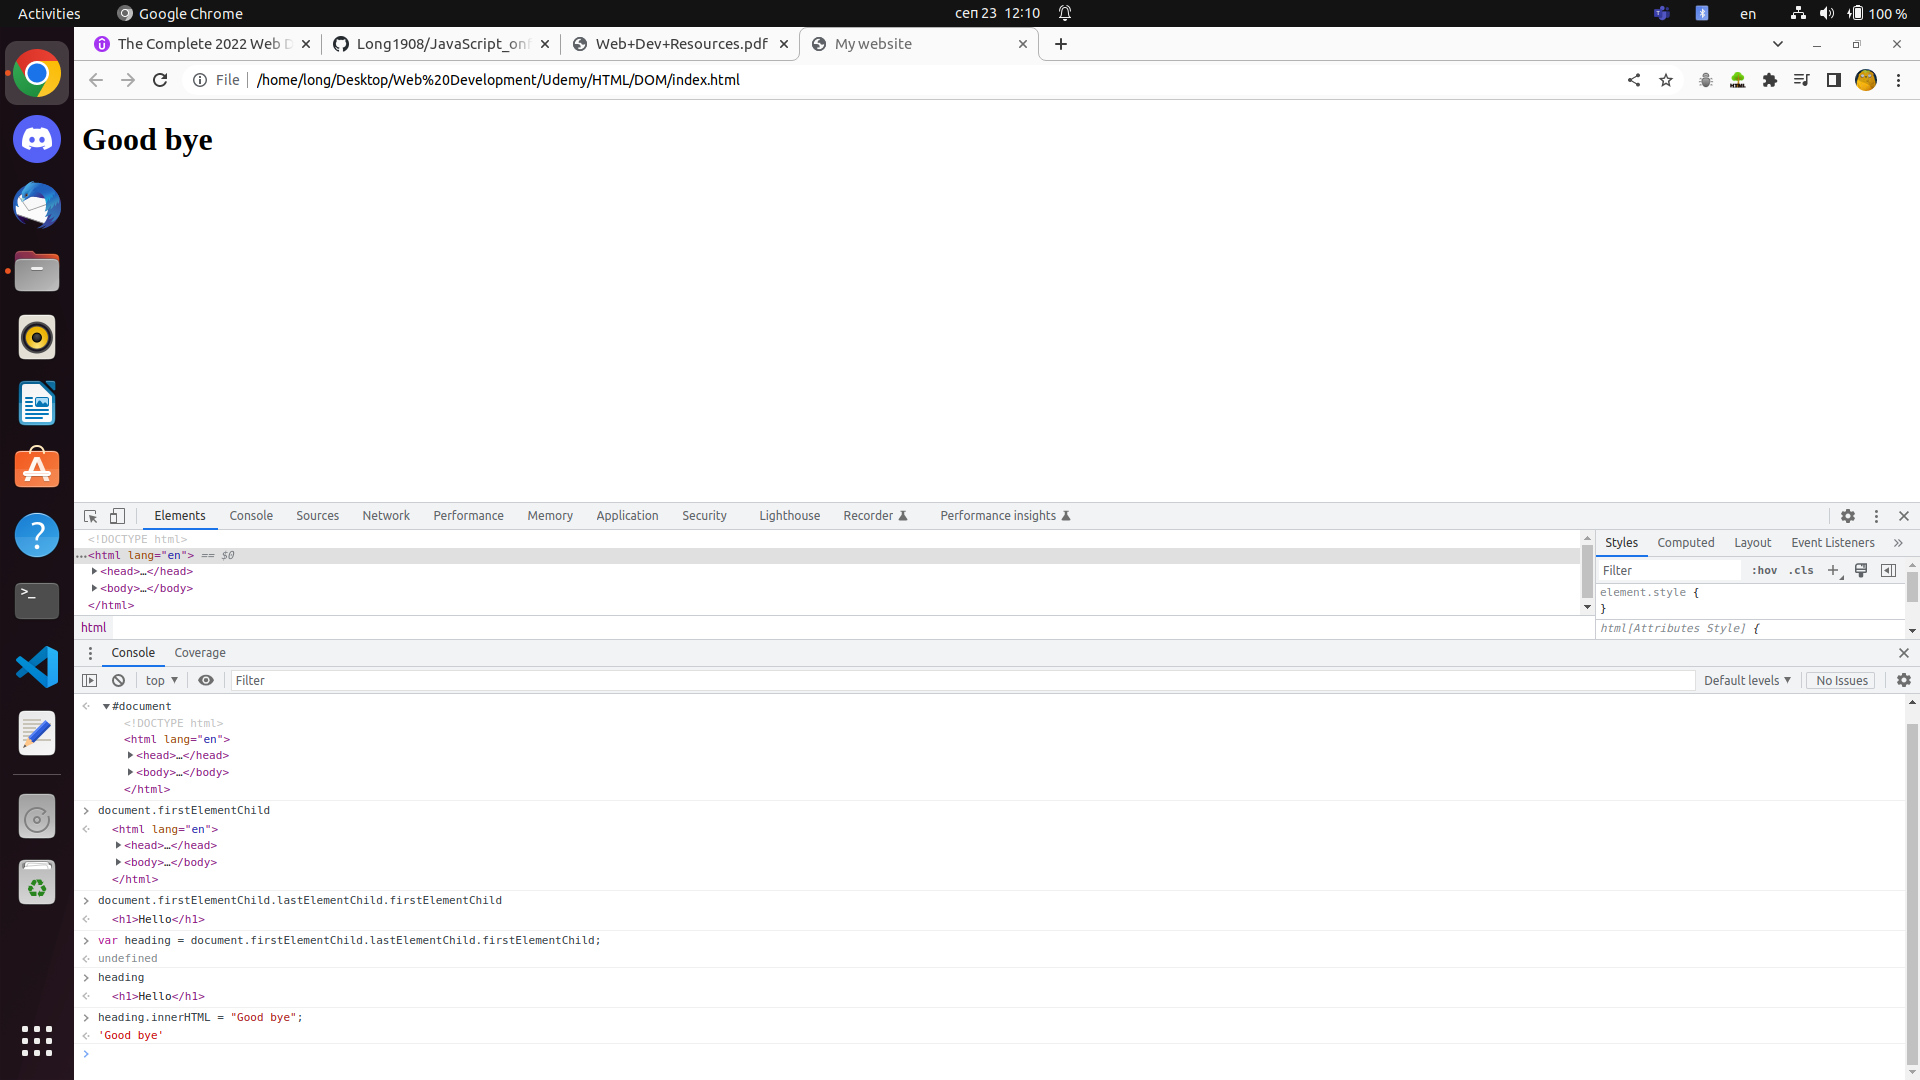 Activities
Google Chrome
сеп 23 12:10
en
100 %
The Complete 2022 Web D
Long1908/JavaScript_onf
Web+Dev+Resources.pdf
My website
File
/home/long/Desktop/Web%20Development/Udemy/HTML/DOM/index.html
Good bye
Elements Console Sources Network Performance Memory Application Security Lighthouse Recorder Performance insights
<!DOCTYPE html>
…<html lang="en"> == $0
<head>…</head>
<body>…</body>
</html>
html
Styles Computed Layout Event Listeners »
Filter :hov .cls +
element.style {
}
html[Attributes Style] {
Console Coverage
top ▼ Filter Default levels ▼ No Issues
#document
<!DOCTYPE html>
<html lang="en">
<head>…</head>
<body>…</body>
</html>
> document.firstElementChild
<html lang="en">
<head>…</head>
<body>…</body>
</html>
> document.firstElementChild.lastElementChild.firstElementChild
<h1>Hello</h1>
> var heading = document.firstElementChild.lastElementChild.firstElementChild;
undefined
> heading
<h1>Hello</h1>
> heading.innerHTML = "Good bye";
'Good bye'
>